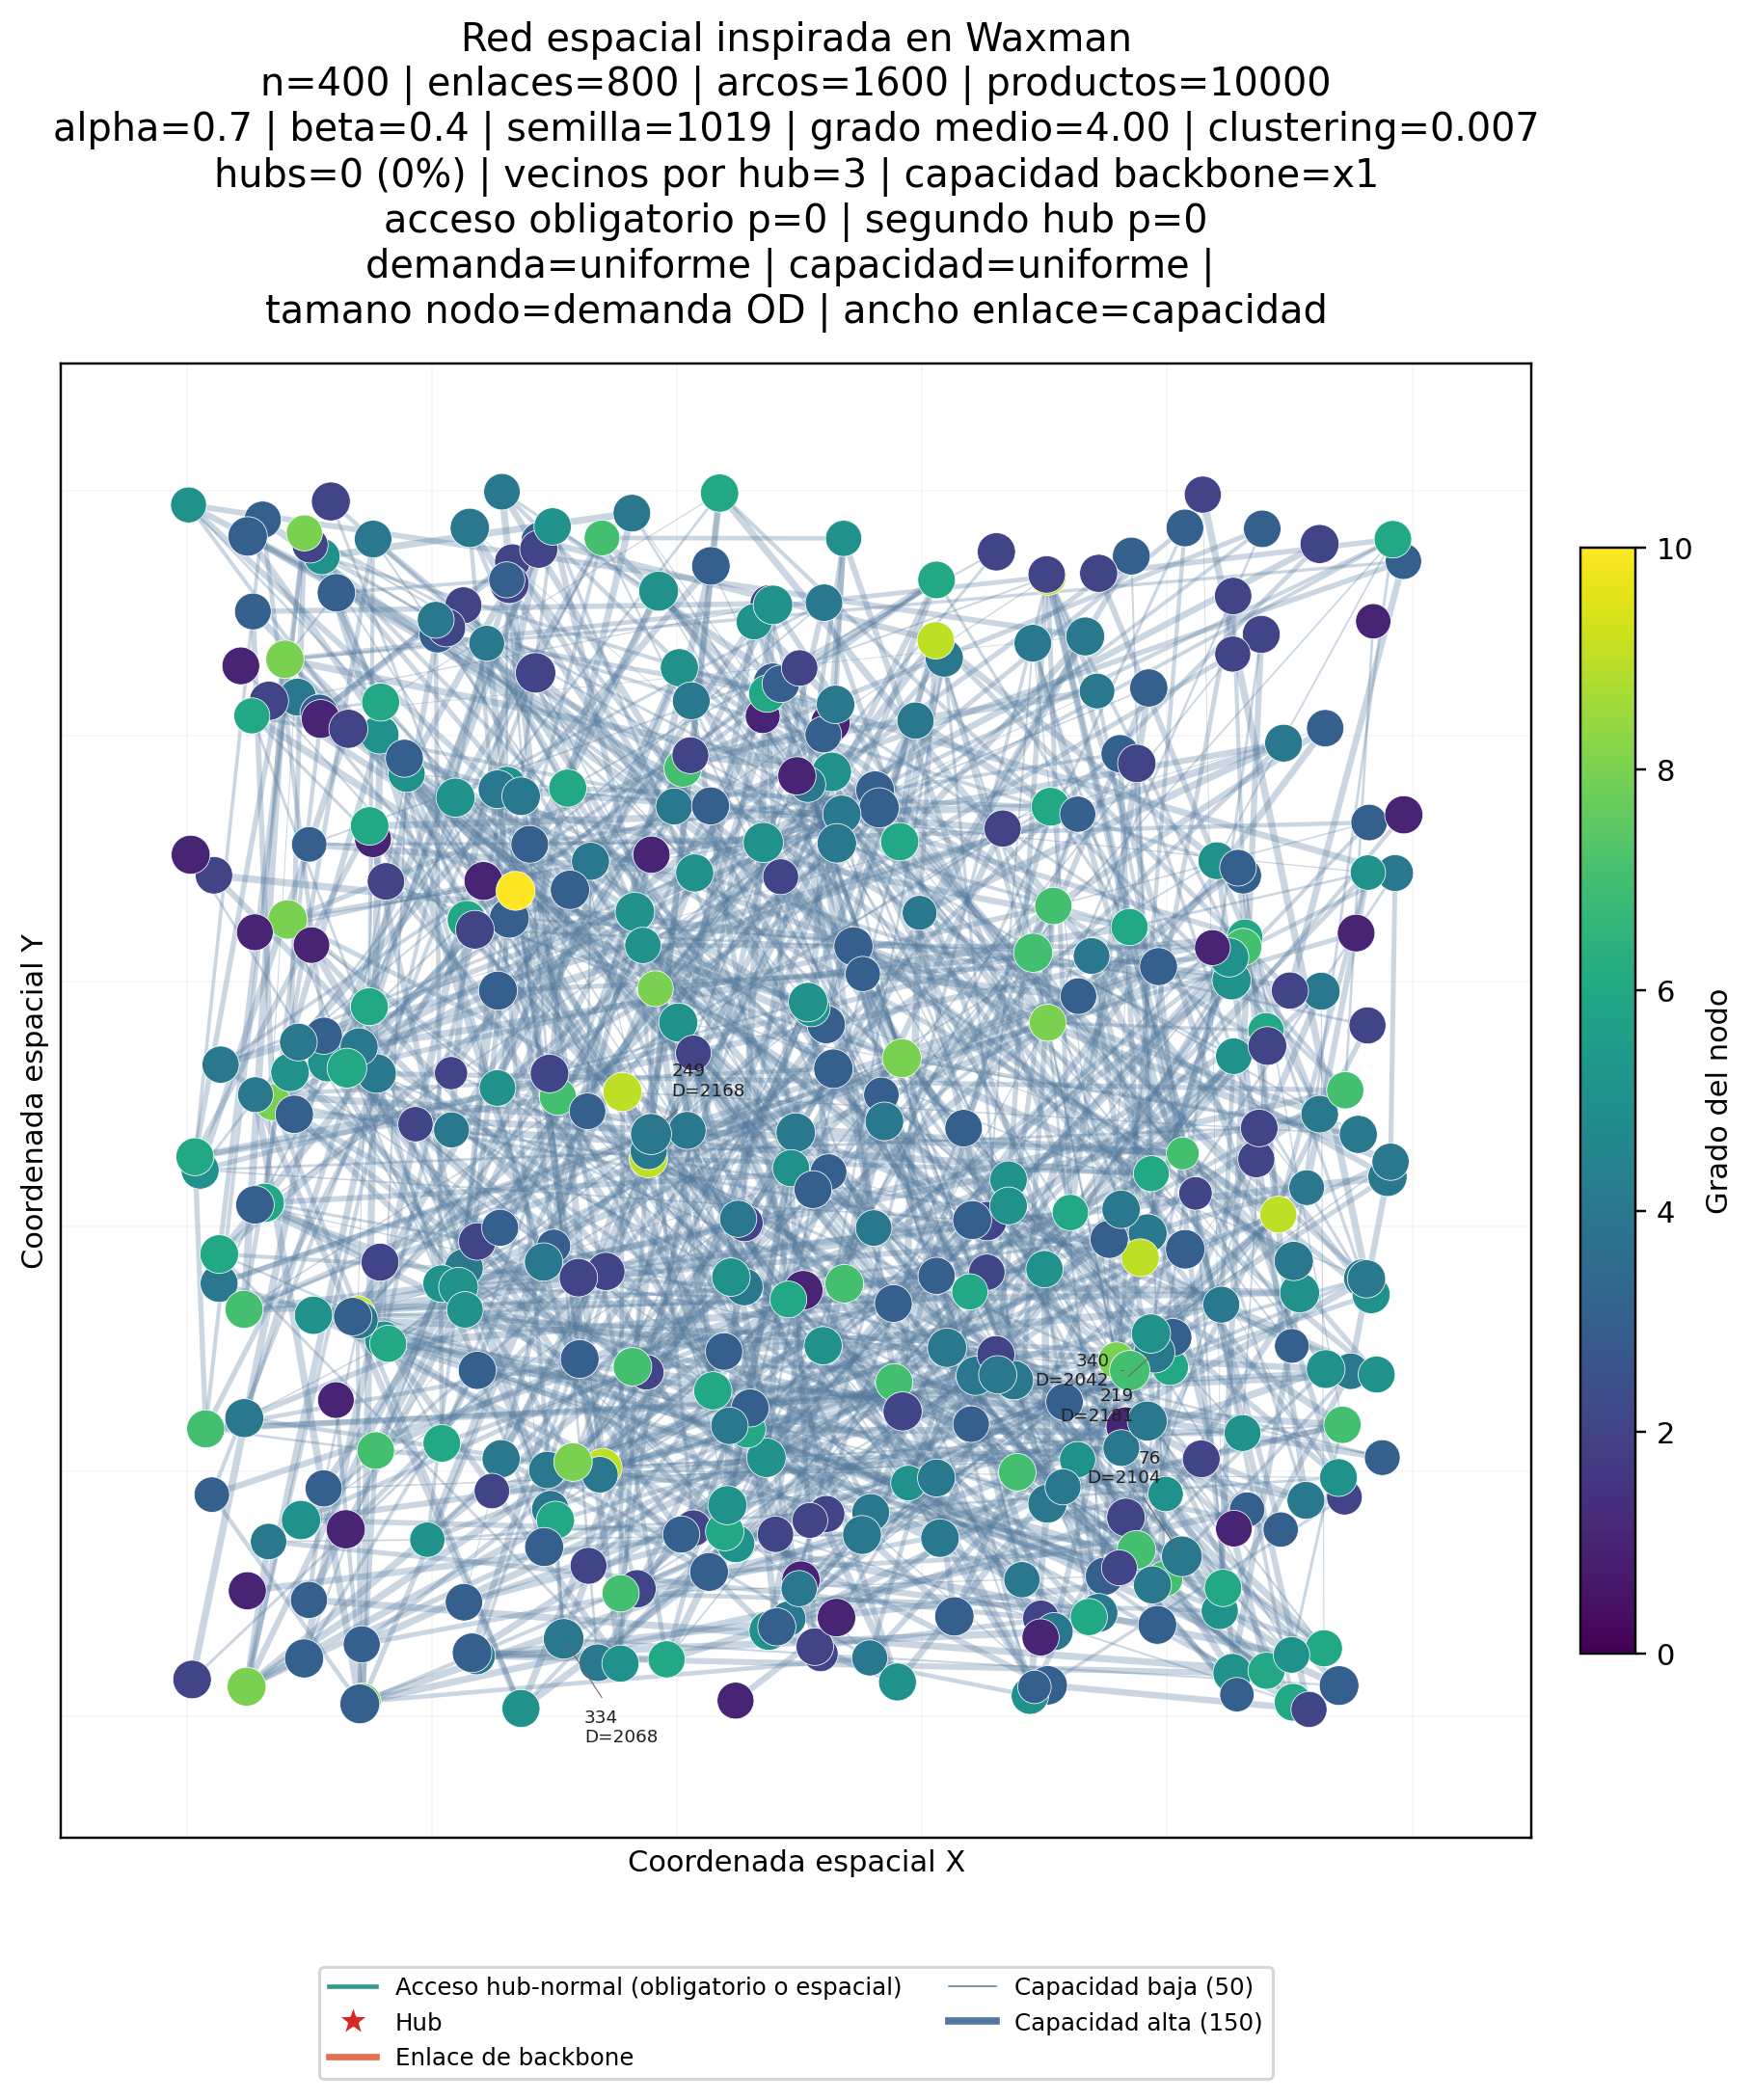 Red espacial inspirada en Waxman
n=400 | enlaces=800 | arcos=1600 | productos=10000
alpha=0.7 | beta=0.4 | semilla=1019 | grado medio=4.00 | clustering=0.007
hubs=0 (0%) | vecinos por hub=3 | capacidad backbone=x1
acceso obligatorio p=0 | segundo hub p=0
demanda=uniforme | capacidad=uniforme |
tamano nodo=demanda OD | ancho enlace=capacidad
Coordenada espacial Y
249
D=2168
340
D=2042
219
D=2181
76
D=2104
334
D=2068
Coordenada espacial X
10
8
6
4
2
0
Grado del nodo
Acceso hub-normal (obligatorio o espacial)
Hub
Enlace de backbone
Capacidad baja (50)
Capacidad alta (150)